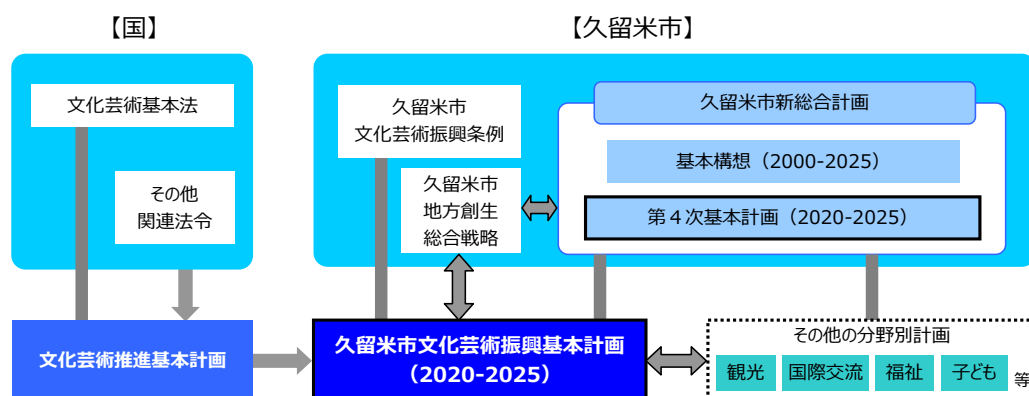 【国】
文化芸術基本法
その他
関連法令
文化芸術推進基本計画
【久留米市】
久留米市
文化芸術振興条例
久留米市
地方創生
総合戦略
久留米市新総合計画
基本構想（2000-2025）
第４次基本計画（2020-2025）
久留米市文化芸術振興基本計画
（2020-2025）
その他の分野別計画
観光
国際交流
福祉
子ども
等